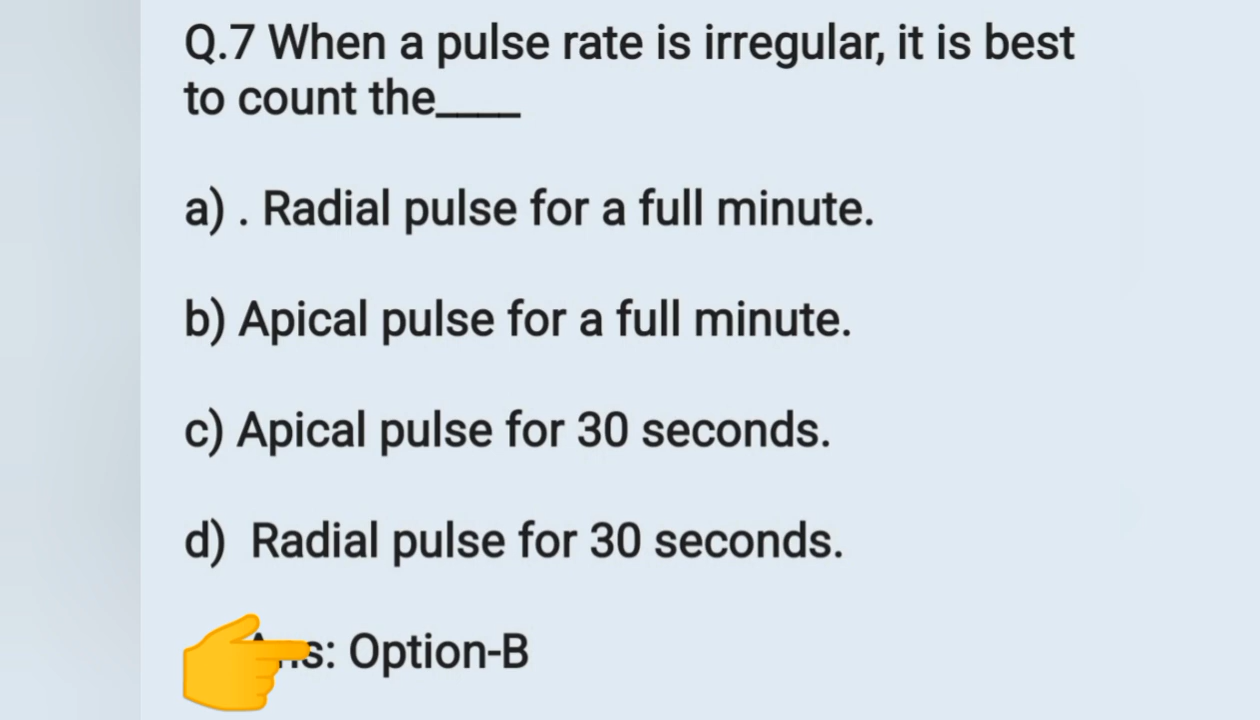 Q.7 When a pulse rate is irregular, it is best
to count the____
a) . Radial pulse for a full minute.
b) Apical pulse for a full minute.
c) Apical pulse for 30 seconds.
d) Radial pulse for 30 seconds.
Ans: Option-B